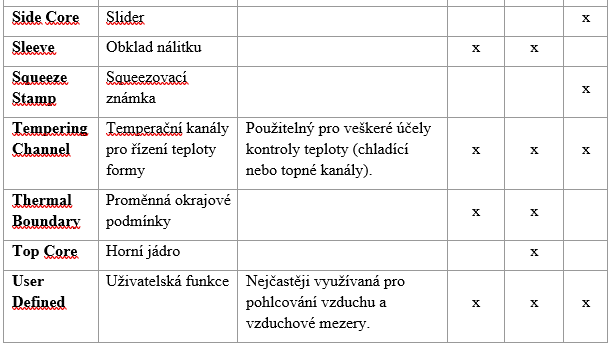 Side Core Slider x
Sleeve Obklad nálitku x x
Squeeze Squeezovací
Stamp známka x
Tempering Temperační kanály Použitelný pro veškeré účely
Channel pro řízení teploty kontroly teploty (chladící x x x
formy nebo topné kanály).
Thermal Proměnná okrajové
Boundary podmínky x x
Top Core Horní jádro x
User Uživatelská funkce Nejčastěji využívaná pro
Defined pohlcování vzduchu a x x x
vzduchové mezery.